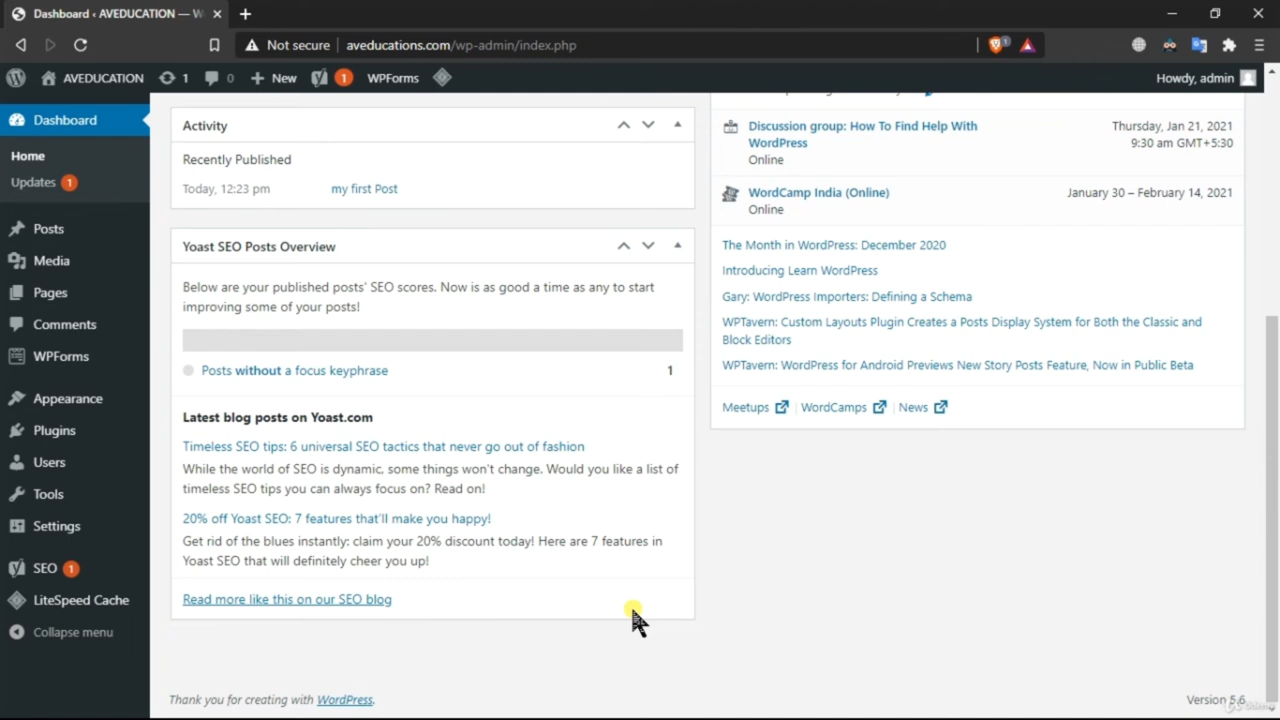 Dashboard ‹ AVEDUCATION — W
Not secure
aveducations.com/wp-admin/index.php
1
AVEDUCATION
1
0
New
1
WPForms
Howdy, admin
Dashboard
Home
Updates 1
Posts
Media
Pages
Comments
WPForms
Appearance
Plugins
Users
Tools
Settings
SEO 1
LiteSpeed Cache
Collapse menu
Activity
Recently Published
Today, 12:23 pm my first Post
Yoast SEO Posts Overview
Below are your published posts' SEO scores. Now is as good a time as any to start
improving some of your posts!
Posts without a focus keyphrase 1
Latest blog posts on Yoast.com
Timeless SEO tips: 6 universal SEO tactics that never go out of fashion
While the world of SEO is dynamic, some things won't change. Would you like a list of
timeless SEO tips you can always focus on? Read on!
20% off Yoast SEO: 7 features that'll make you happy!
Get rid of the blues instantly: claim your 20% discount today! Here are 7 features in
Yoast SEO that will definitely cheer you up!
Read more like this on our SEO blog
Discussion group: How To Find Help With
WordPress
Online
Thursday, Jan 21, 2021
9:30 am GMT+5:30
WordCamp India (Online)
Online
January 30 – February 14, 2021
The Month in WordPress: December 2020
Introducing Learn WordPress
Gary: WordPress Importers: Defining a Schema
WPTavern: Custom Layouts Plugin Creates a Posts Display System for Both the Classic and
Block Editors
WPTavern: WordPress for Android Previews New Story Posts Feature, Now in Public Beta
Meetups | WordCamps | News
Thank you for creating with WordPress.
Version 5.6